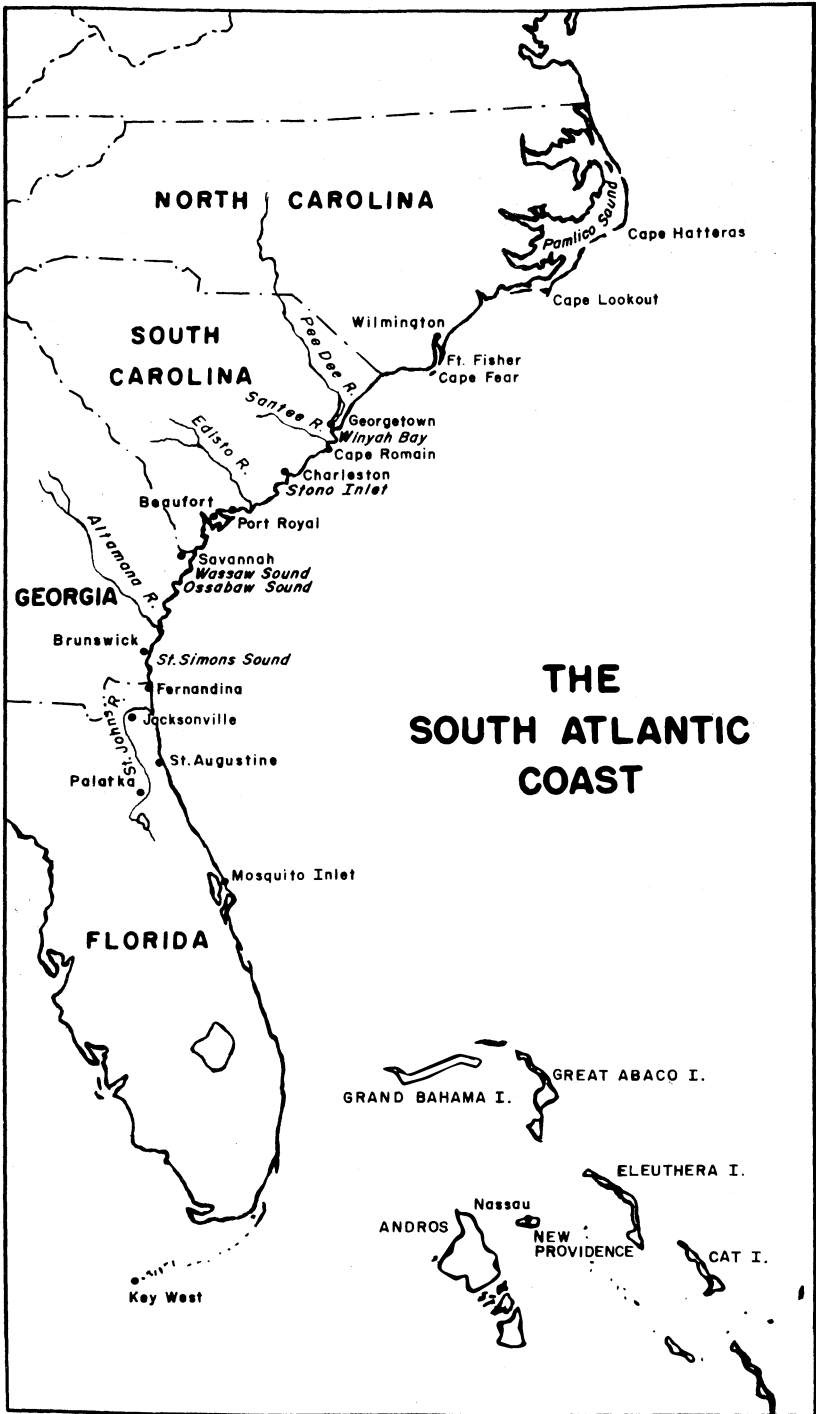 NORTH CAROLINA
Pamlico Sound
Cape Hatteras
Cape Lookout
Wilmington
SOUTH
CAROLINA
Pee Dee R.
Ft. Fisher
Cape Fear
Santee R.
Georgetown
Winyah Bay
Edisto R.
Cape Romain
Charleston
Stono Inlet
Beaufort
Port Royal
Altamana R.
Savannah
Wassaw Sound
Ossabaw Sound
GEORGIA
Brunswick
St. Simons Sound
Fernandina
St. Johns R.
Jacksonville
St. Augustine
Palatka
THE
SOUTH ATLANTIC
COAST
Mosquito Inlet
FLORIDA
GRAND BAHAMA I.
GREAT ABACO I.
ELEUTHERA I.
Nassau
ANDROS
NEW
PROVIDENCE
CAT I.
Key West